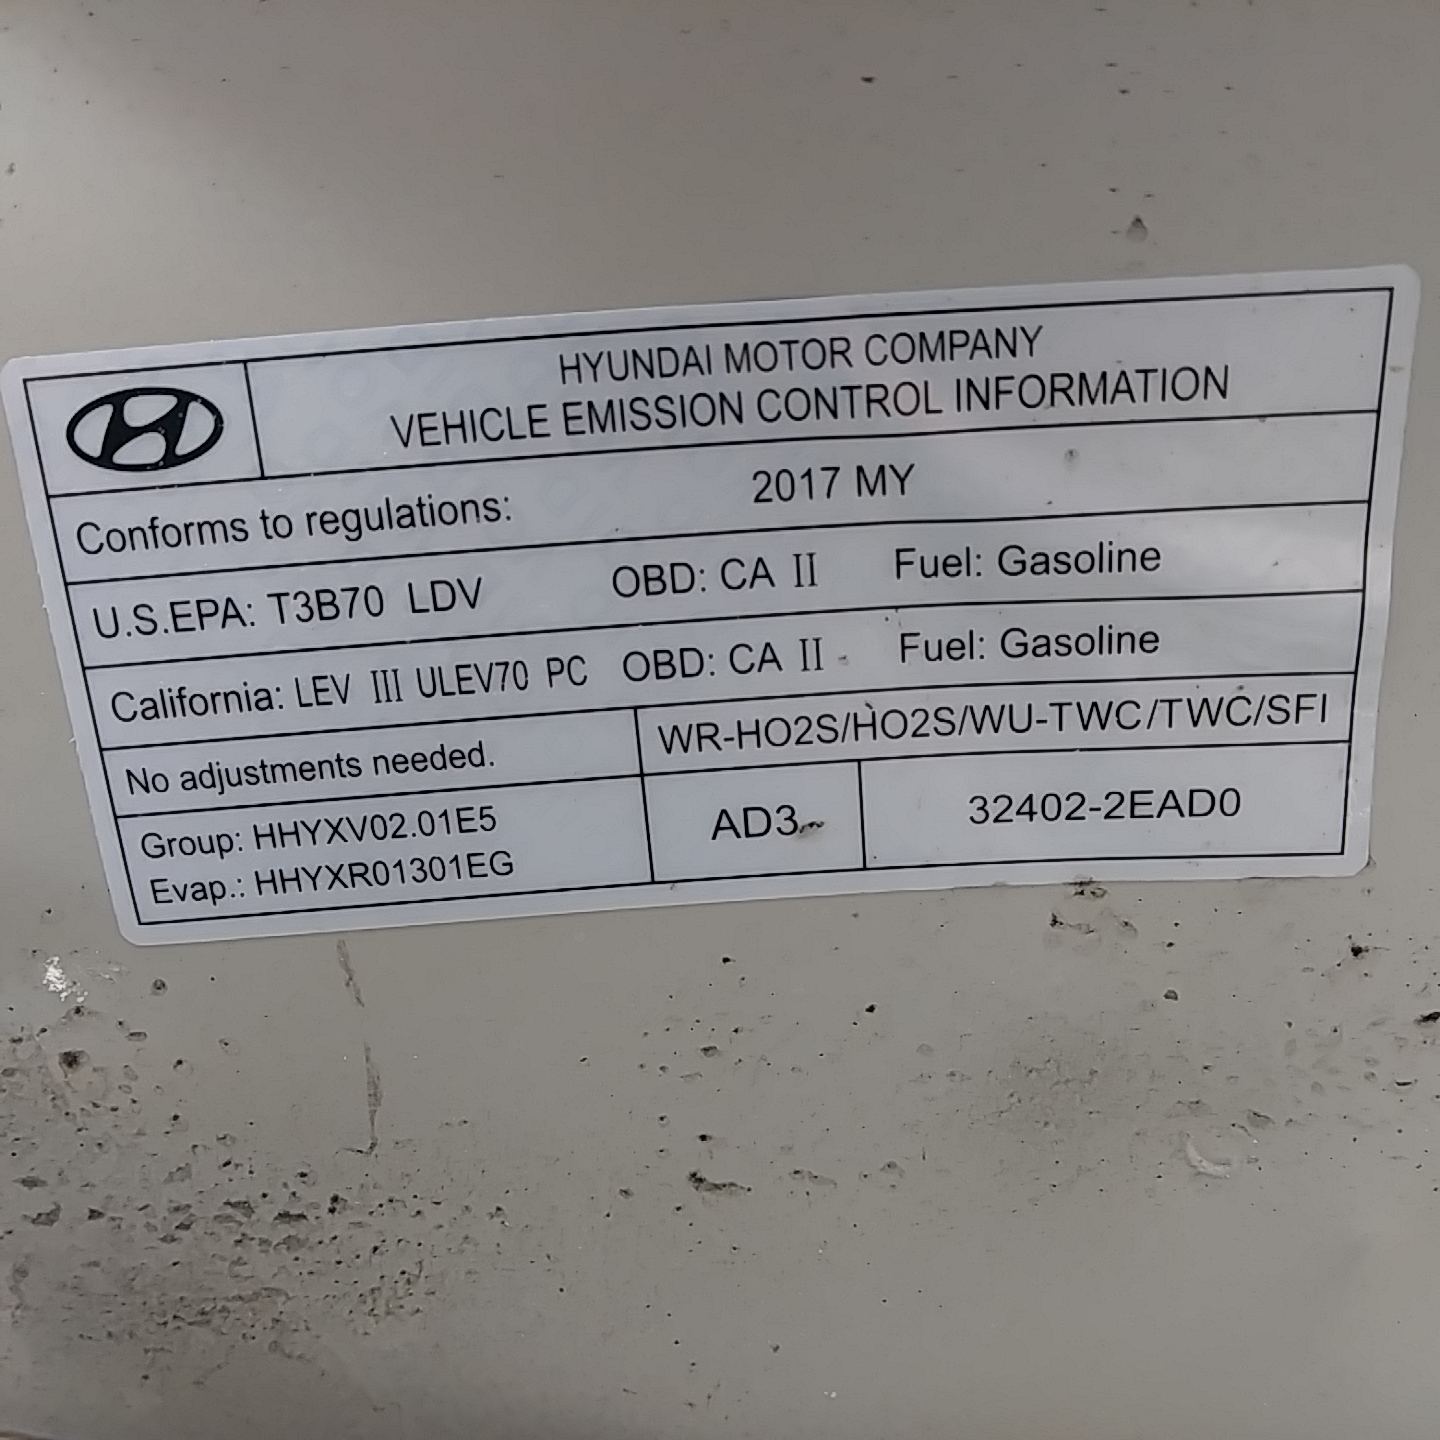 HYUNDAI MOTOR COMPANY
VEHICLE EMISSION CONTROL INFORMATION
Conforms to regulations: 2017 MY
U.S.EPA: T3B70 LDV OBD: CA II Fuel: Gasoline
California: LEV III ULEV70 PC OBD: CA II Fuel: Gasoline
No adjustments needed. WR-HO2S/HO2S/WU-TWC/TWC/SFI
Group: HHYXV02.01E5
Evap.: HHYXR01301EG
AD3 32402-2EAD0